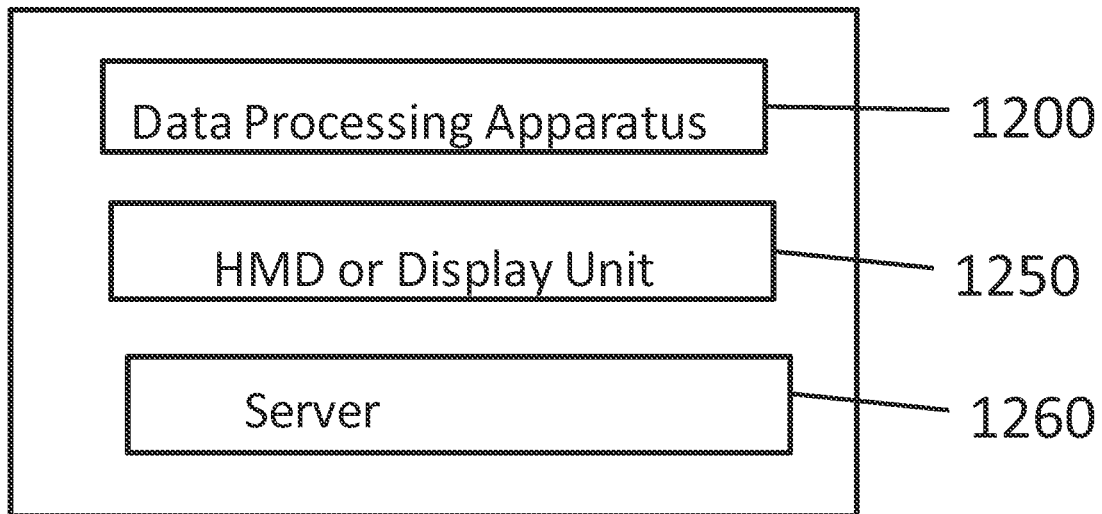 Data Processing Apparatus 1200
HMD or Display Unit 1250
Server 1260